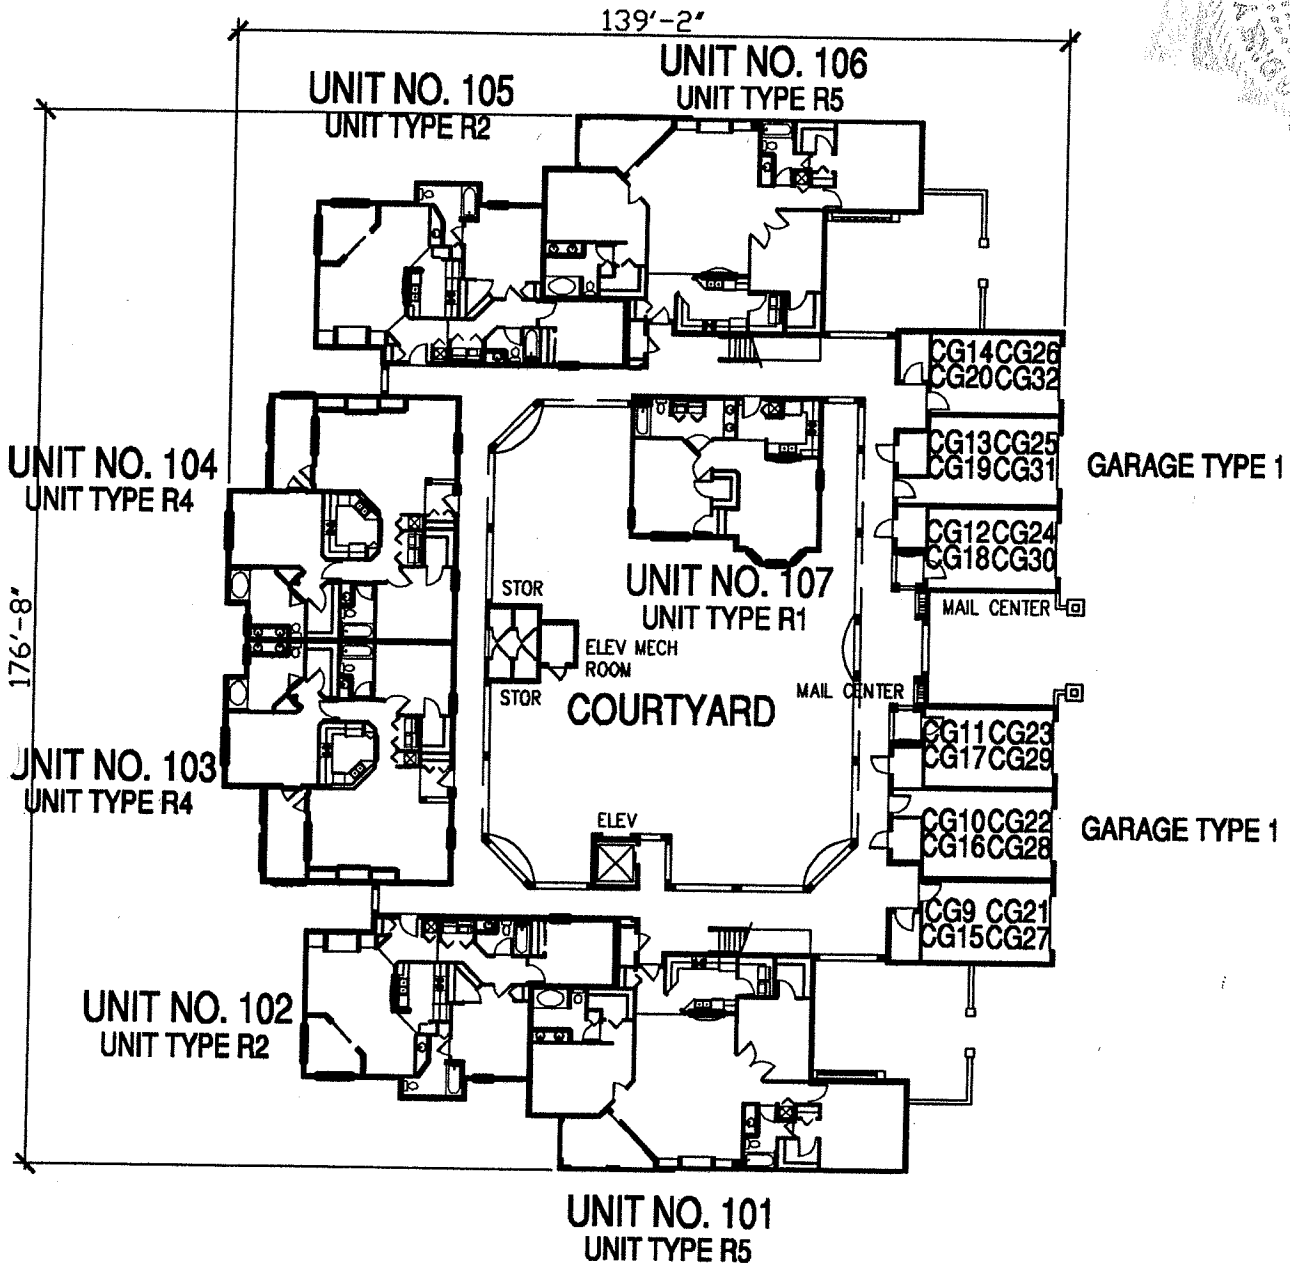 139'-2"
UNIT NO. 106
UNIT TYPE R5
UNIT NO. 105
UNIT TYPE R2
CG14 CG26
CG20 CG32
UNIT NO. 104
UNIT TYPE R4
CG13 CG25
CG19 CG31
GARAGE TYPE 1
CG12 CG24
CG18 CG30
UNIT NO. 107
UNIT TYPE R1
STOR
MAIL CENTER
176'-8"
ELEV MECH
ROOM
STOR
MAIL CENTER
COURTYARD
CG11 CG23
CG17 CG29
UNIT NO. 103
UNIT TYPE R4
ELEV
CG10 CG22
CG16 CG28
GARAGE TYPE 1
CG9 CG21
CG15 CG27
UNIT NO. 102
UNIT TYPE R2
UNIT NO. 101
UNIT TYPE R5